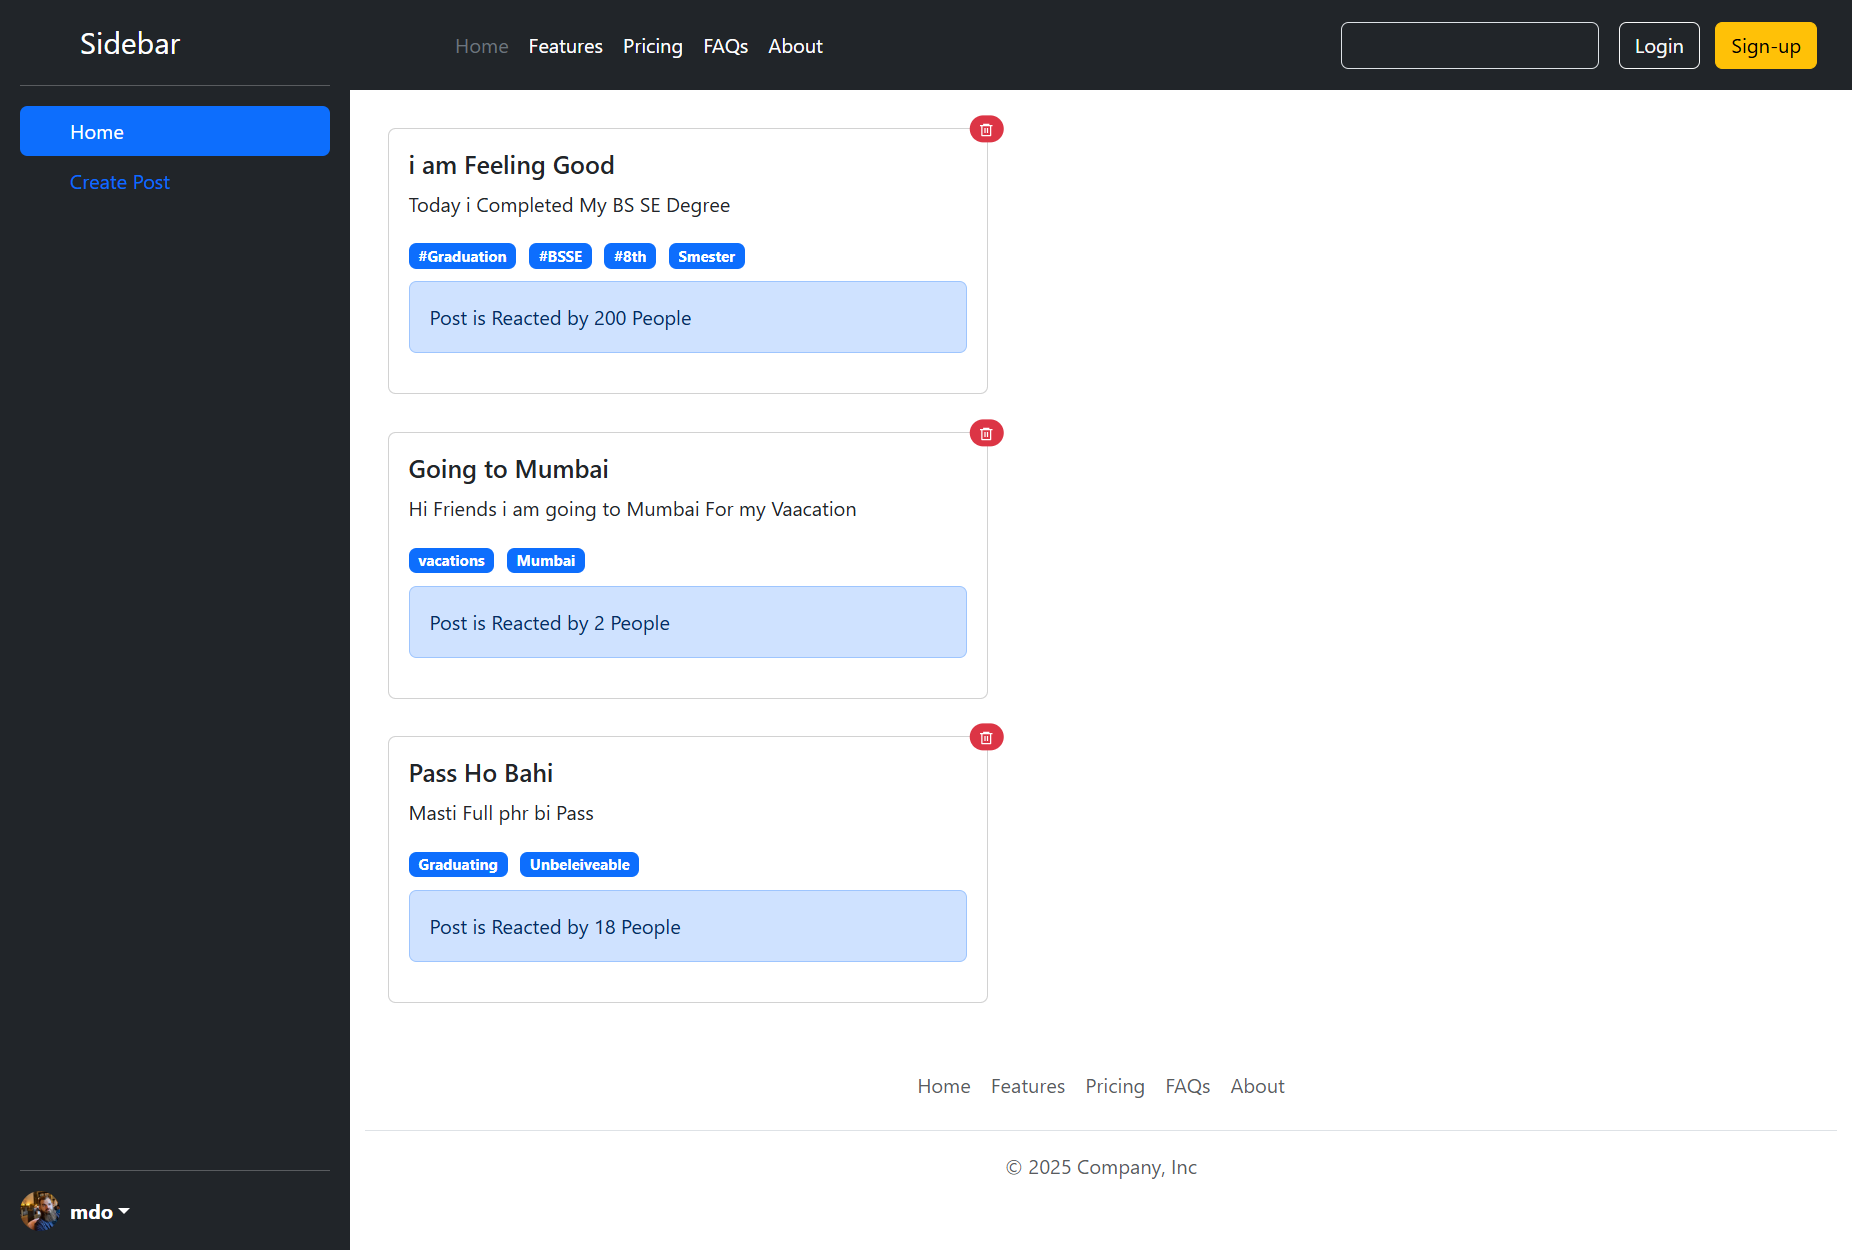 Sidebar
Home
Create Post
mdo
Home Features Pricing FAQs About
Login
Sign-up
i am Feeling Good
Today i Completed My BS SE Degree
#Graduation #BSSE #8th Smester
Post is Reacted by 200 People
Going to Mumbai
Hi Friends i am going to Mumbai For my Vaacation
vacations Mumbai
Post is Reacted by 2 People
Pass Ho Bahi
Masti Full phr bi Pass
Graduating Unbeleiveable
Post is Reacted by 18 People
Home Features Pricing FAQs About
© 2025 Company, Inc